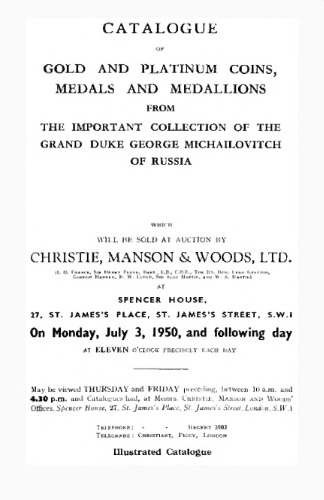 CATALOGUE
OF
GOLD AND PLATINUM COINS,
MEDALS AND MEDALLIONS
FROM
THE IMPORTANT COLLECTION OF THE
GRAND DUKE GEORGE MICHAILOVITCH
OF RUSSIA
WHICH
WILL BE SOLD AT AUCTION BY
CHRISTIE, MANSON & WOODS, LTD.
AT
SPENCER HOUSE,
27, ST. JAMES'S PLACE, ST. JAMES'S STREET, S.W.1
On Monday, July 3, 1950, and following day
AT ELEVEN O'CLOCK PRECISELY EACH DAY
May be viewed THURSDAY and FRIDAY preceding, between 10 a.m. and
4.30 p.m. and Catalogues had, at Messrs. CHRISTIE, MANSON AND WOODS'
Offices, Spencer House, 27, St. James's Place, St. James's Street, London, S.W.1
TELEPHONE: - - REGENT 3983
TELEGRAMS: CHRISTIART, PICCY, LONDON
Illustrated Catalogue